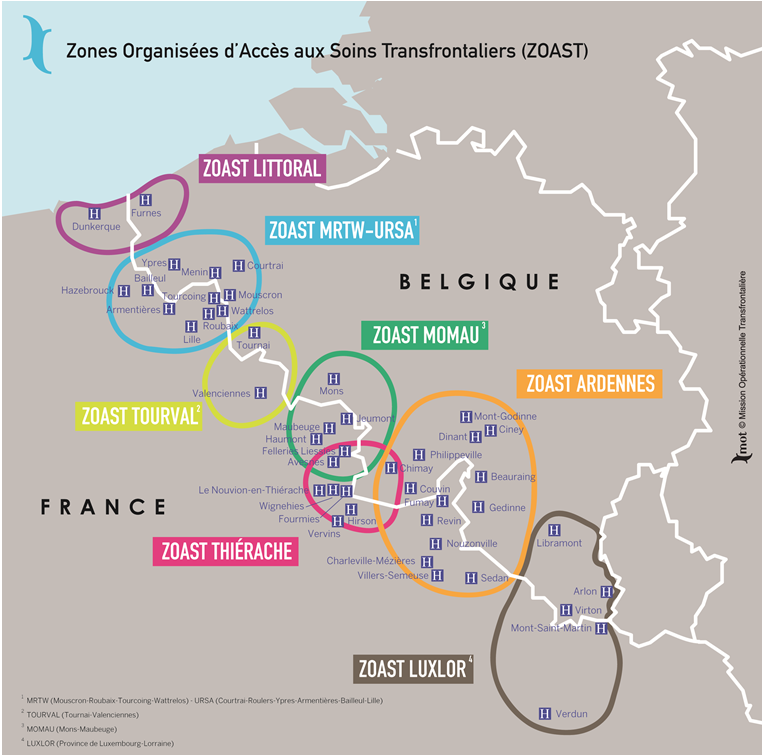 Zones Organisées d'Accès aux Soins Transfrontaliers (ZOAST)
ZOAST LITTORAL
Furnes
Dunkerque
ZOAST MRTW-URSA¹
Ypres
Courtrai
Menin
Bailleul
Hazebrouck
Tourcoing
Mouscron
Armentières
Wattrelos
Roubaix
Lille
BELGIQUE
ZOAST MOMAU³
Tournai
Valenciennes
ZOAST TOURVAL²
Mons
Jeumont
Maubeuge
Haumont
Felleries Liessies
Avesnes
ZOAST ARDENNES
Mont-Godinne
Ciney
Dinant
Philippeville
Chimay
Beauraing
Couvin
Fumay
Gedinne
Revin
Nouzonville
Charleville-Mézières
Villers-Semeuse
Sedan
FRANCE
Le Nouvion-en-Thiérache
Wignehies
Fourmies
Hirson
Vervins
ZOAST THIÉRACHE
Libramont
Arlon
Virton
Mont-Saint-Martin
ZOAST LUXLOR⁴
Verdun
mot © Mission Opérationnelle Transfrontalière
¹ MRTW (Mouscron-Roubaix-Tourcoing-Wattrelos) - URSA (Courtrai-Roulers-Ypres-Armentières-Bailleul-Lille)
² TOURVAL (Tournai-Valenciennes)
³ MOMAU (Mons-Maubeuge)
⁴ LUXLOR (Province de Luxembourg-Lorraine)